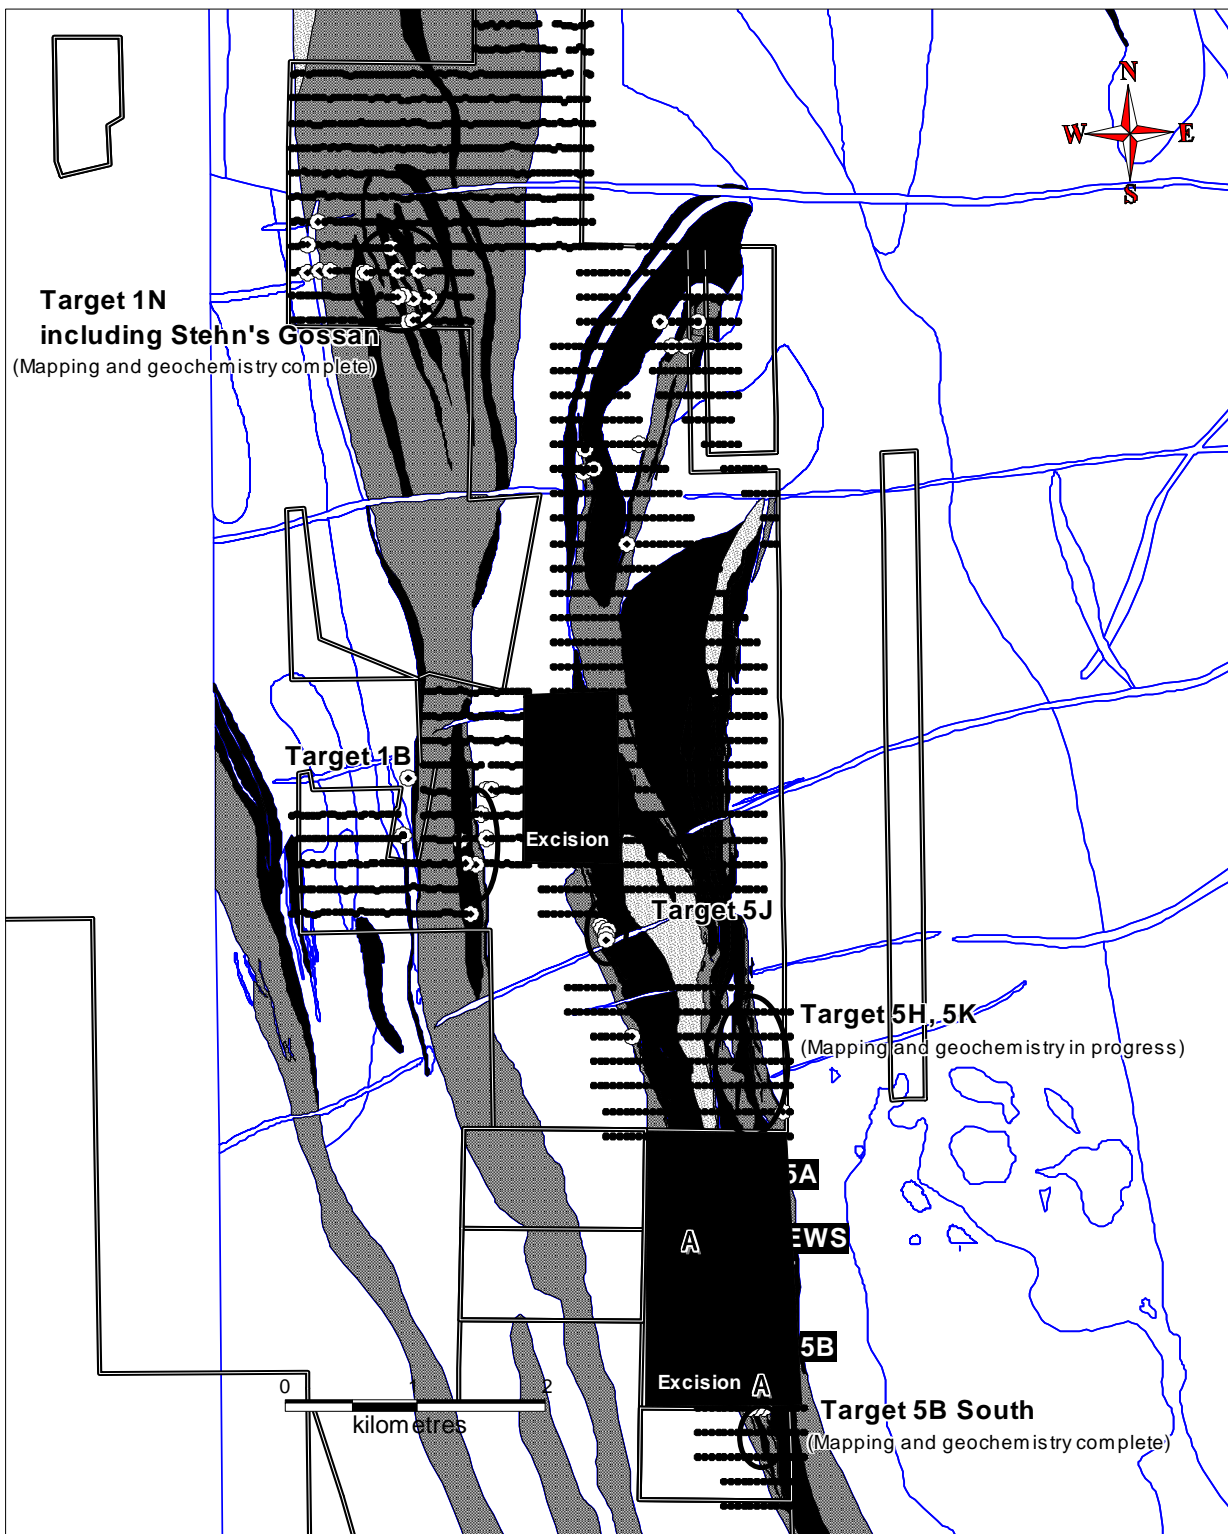 N
W E
S
Target 1N
including Stehn's Gossan
(Mapping and geochemistry complete)
Target 1B
Excision
Target 5J
Target 5H, 5K
(Mapping and geochemistry in progress)
5A
A
EWS
5B
Excision
A
0 1 2
kilometres
Target 5B South
(Mapping and geochemistry complete)